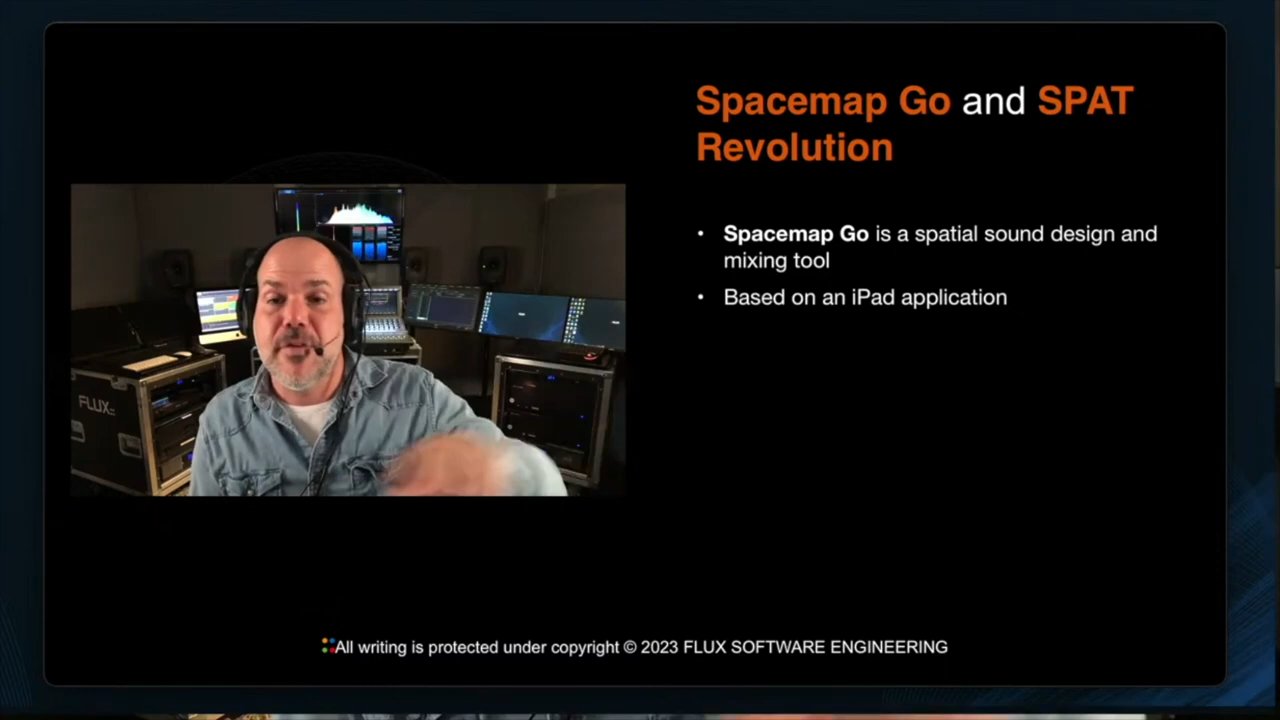 Spacemap Go and SPAT
Revolution
• Spacemap Go is a spatial sound design and
mixing tool
• Based on an iPad application
FLUX::
All writing is protected under copyright © 2023 FLUX SOFTWARE ENGINEERING